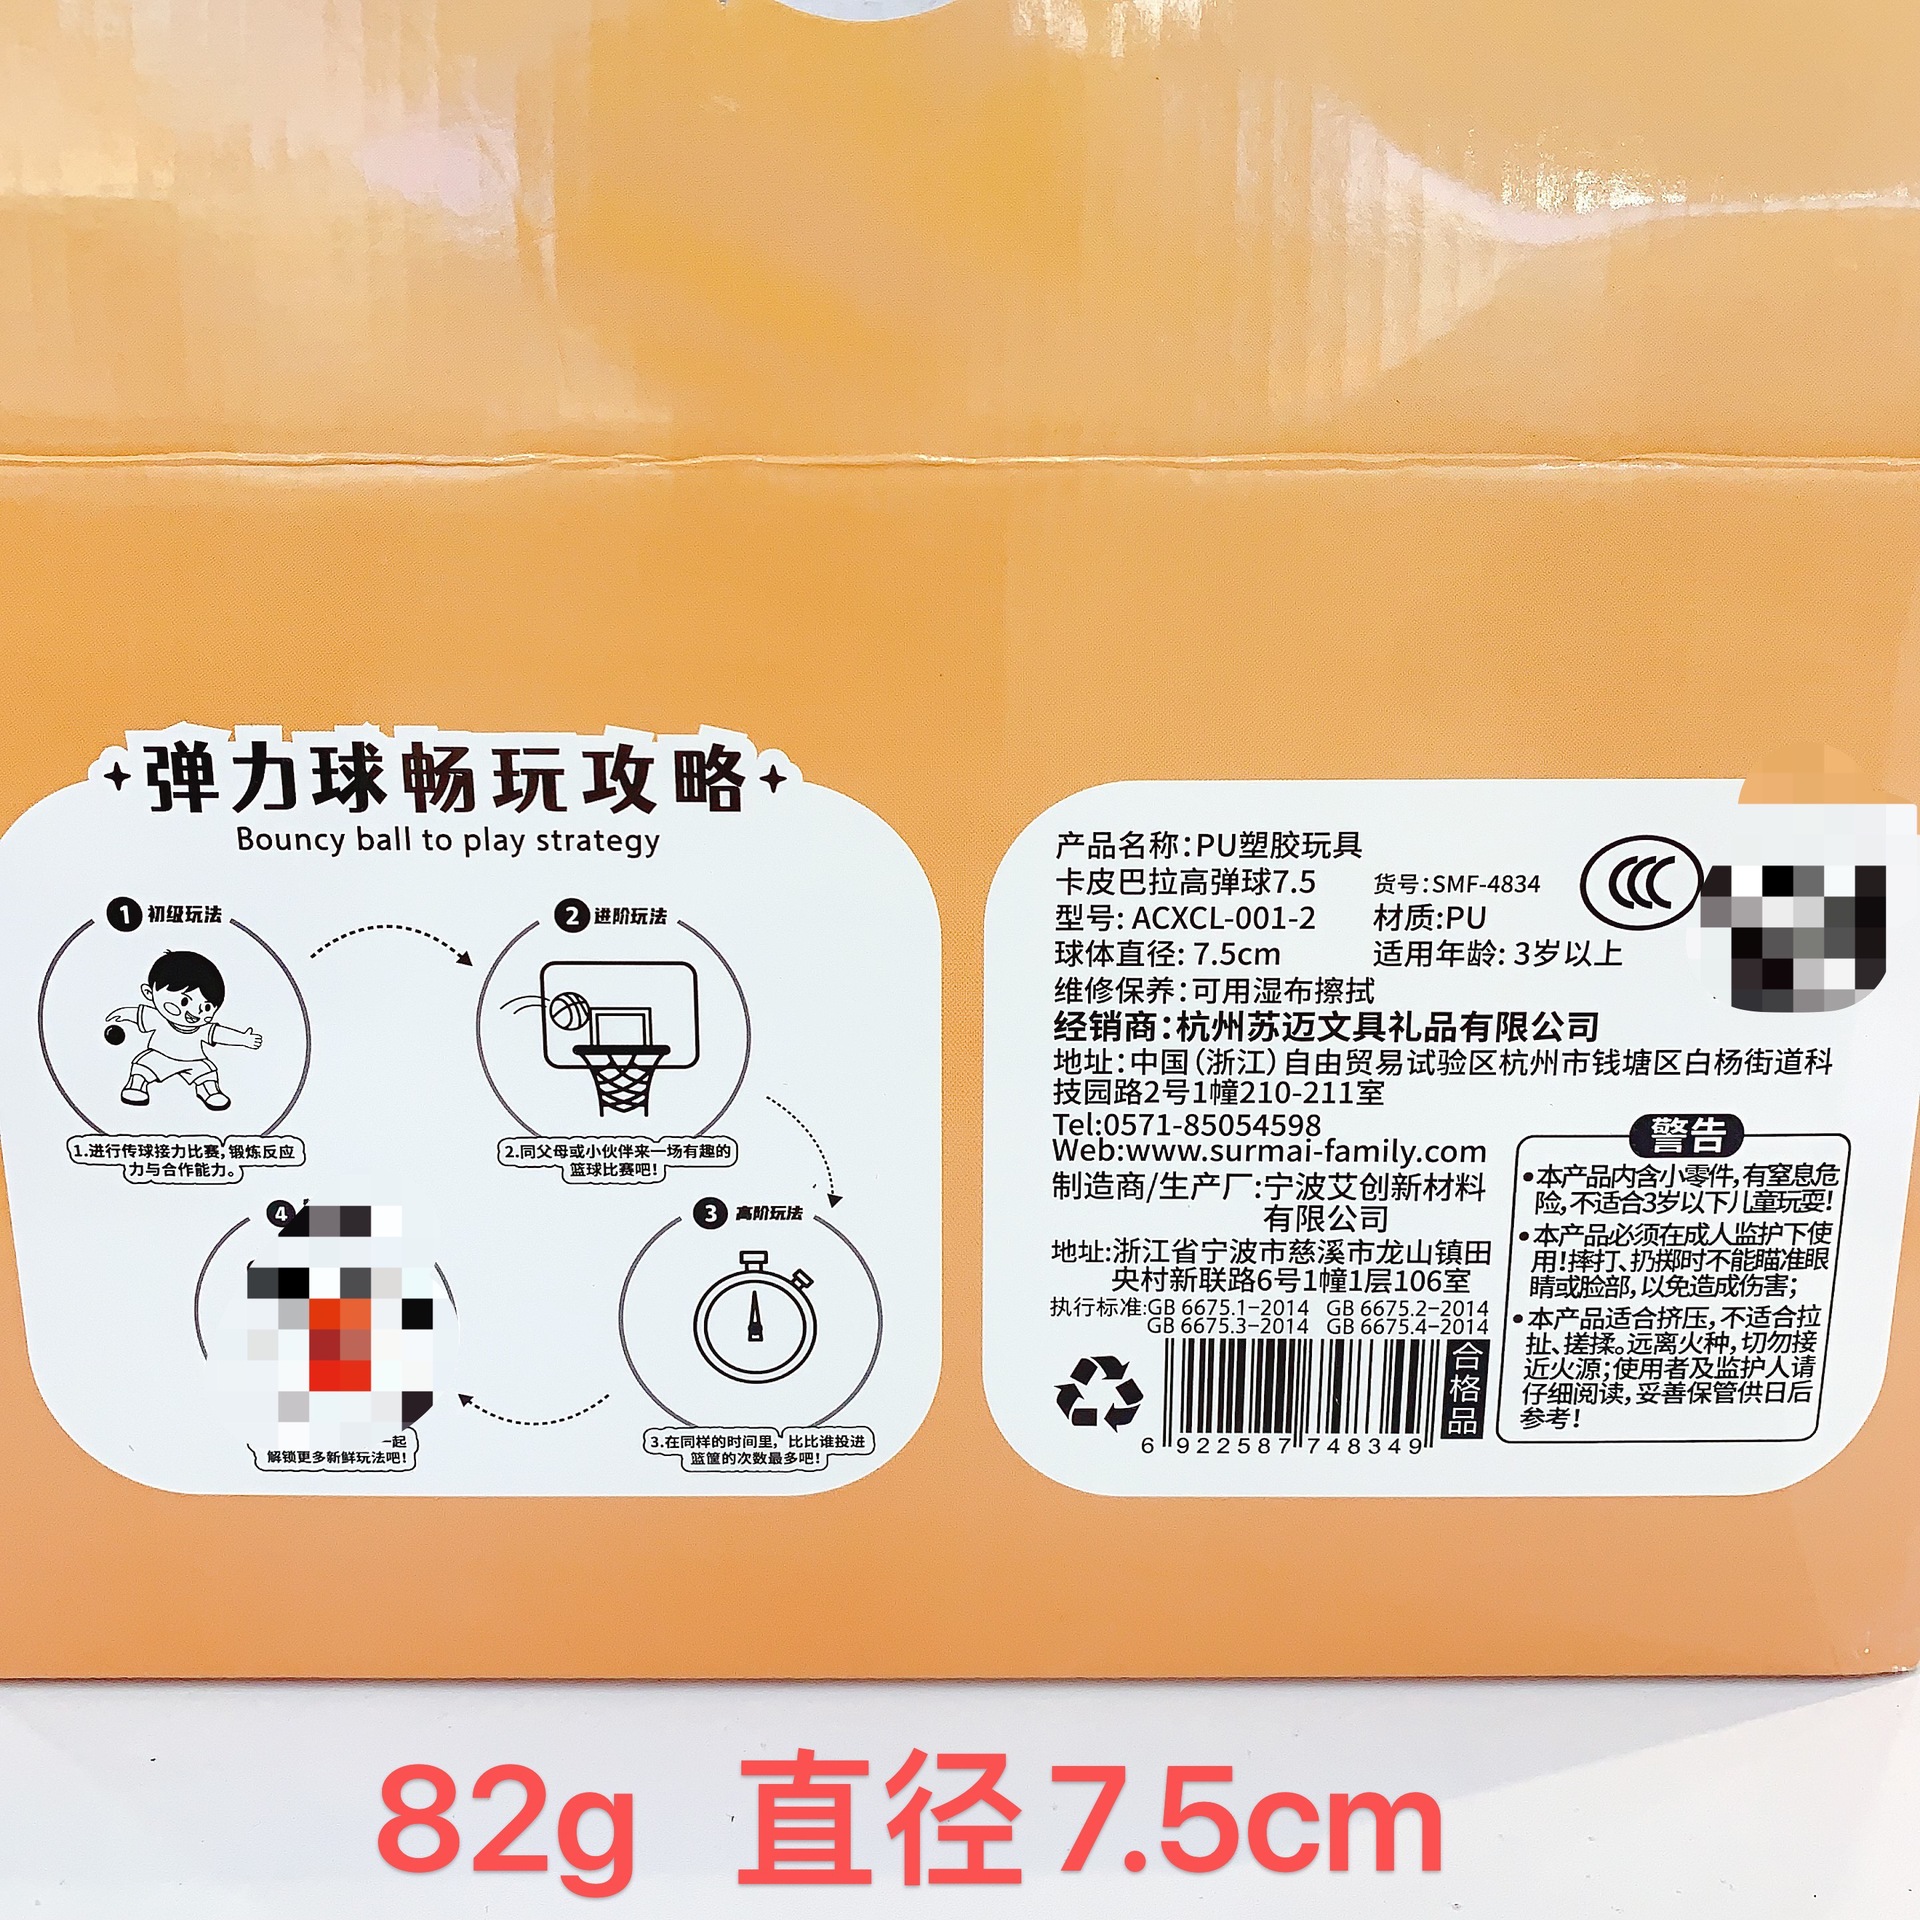 弹力球畅玩攻略
Bouncy ball to play strategy
1 初级玩法
2 进阶玩法
1.进行传球接力比赛,锻炼反应
力与合作能力。
2.同父母或小伙伴来一场有趣的
篮球比赛吧!
4
3 高阶玩法
一起
解锁更多新鲜玩法吧!
3.在同样的时间里,比比谁投进
篮筐的次数最多吧!
产品名称:PU塑胶玩具
卡皮巴拉高弹球7.5 货号:SMF-4834
型号: ACXCL-001-2 材质:PU
球体直径: 7.5cm 适用年龄: 3岁以上
维修保养:可用湿布擦拭
经销商:杭州苏迈文具礼品有限公司
地址:中国(浙江)自由贸易试验区杭州市钱塘区白杨街道科
技园路2号1幢210-211室
Tel:0571-85054598
Web:www.surmai-family.com
制造商/生产厂:宁波艾创新材料
有限公司
地址:浙江省宁波市慈溪市龙山镇田
央村新联路6号1幢1层106室
执行标准:GB 6675.1-2014 GB 6675.2-2014
GB 6675.3-2014 GB 6675.4-2014
合格品
6 922587 748349
警告
•本产品内含小零件,有窒息危
险,不适合3岁以下儿童玩耍!
•本产品必须在成人监护下使
用!摔打、扔掷时不能瞄准眼
睛或脸部,以免造成伤害;
•本产品适合挤压,不适合拉
扯、搓揉。远离火种,切勿接
近火源;使用者及监护人请
仔细阅读,妥善保管供日后
参考!
82g 直径7.5cm